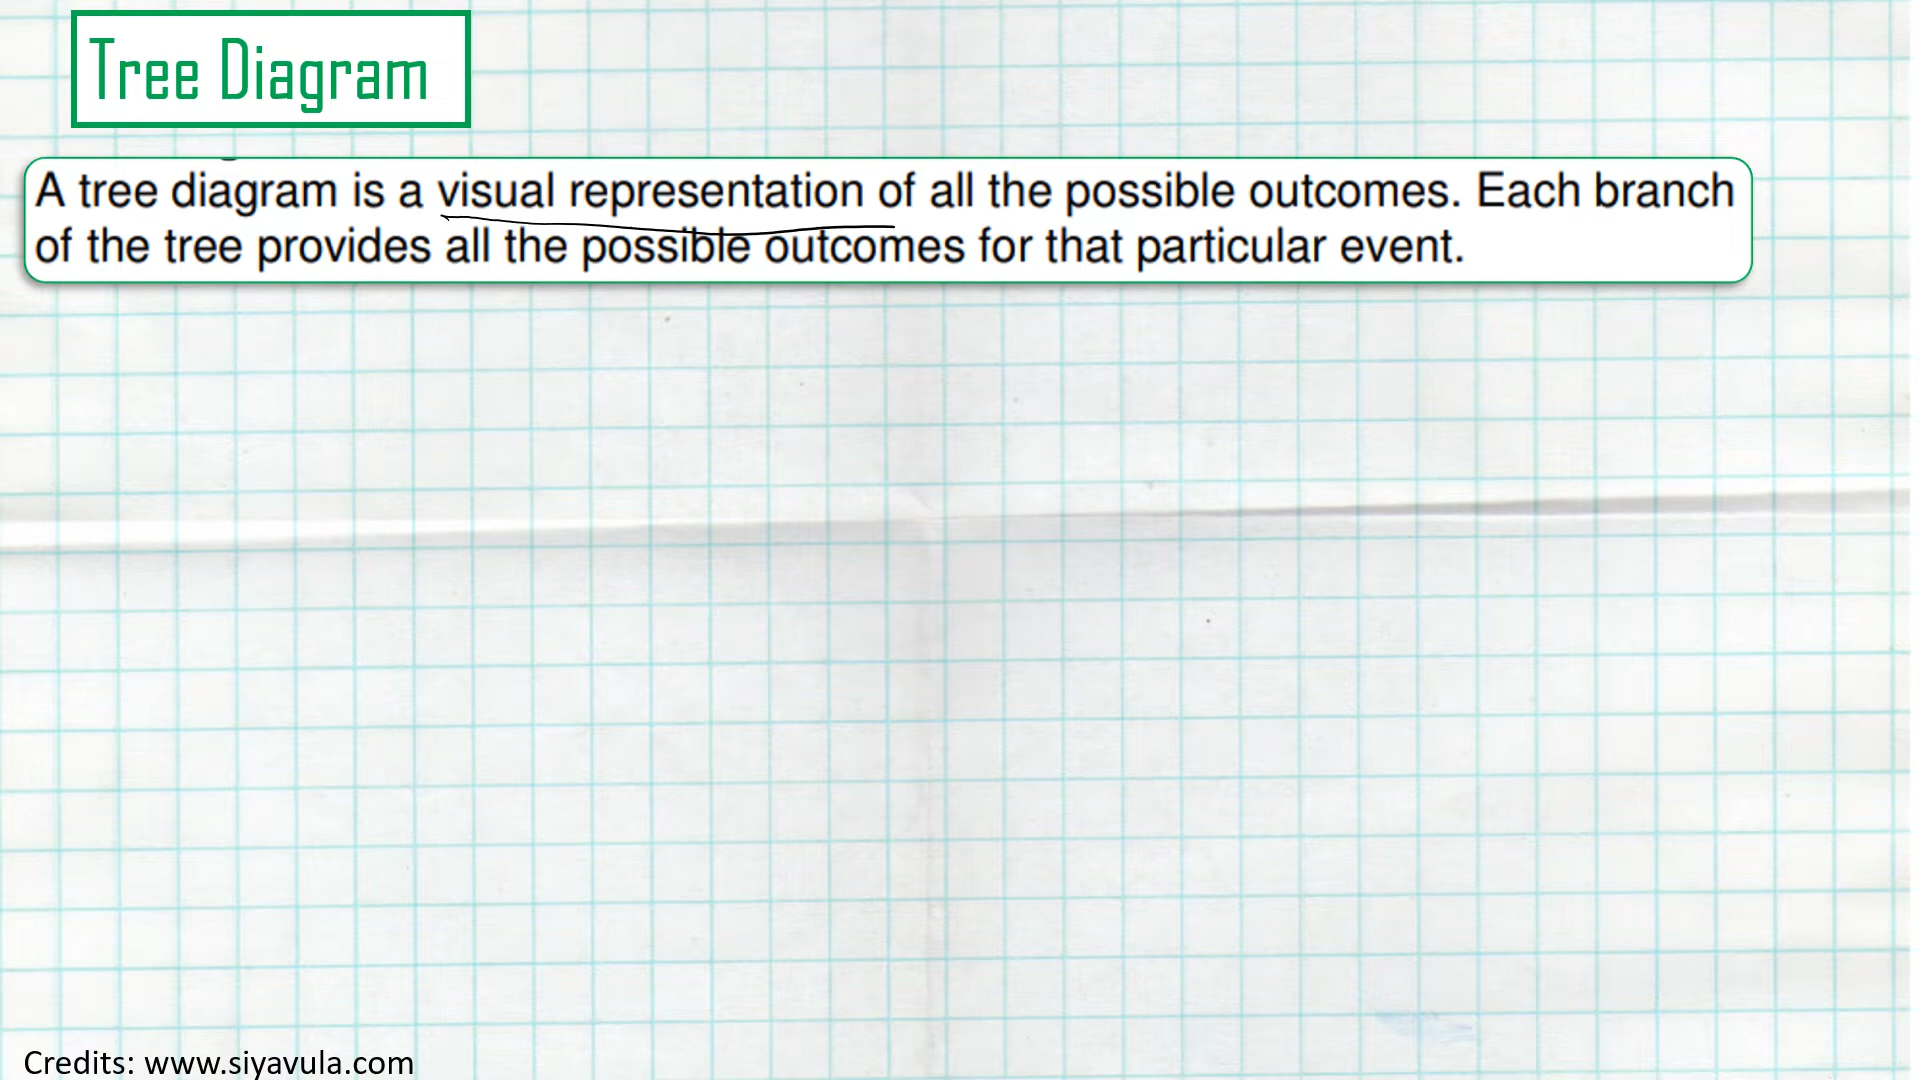 Tree Diagram
A tree diagram is a visual representation of all the possible outcomes. Each branch
of the tree provides all the possible outcomes for that particular event.
Credits: www.siyavula.com